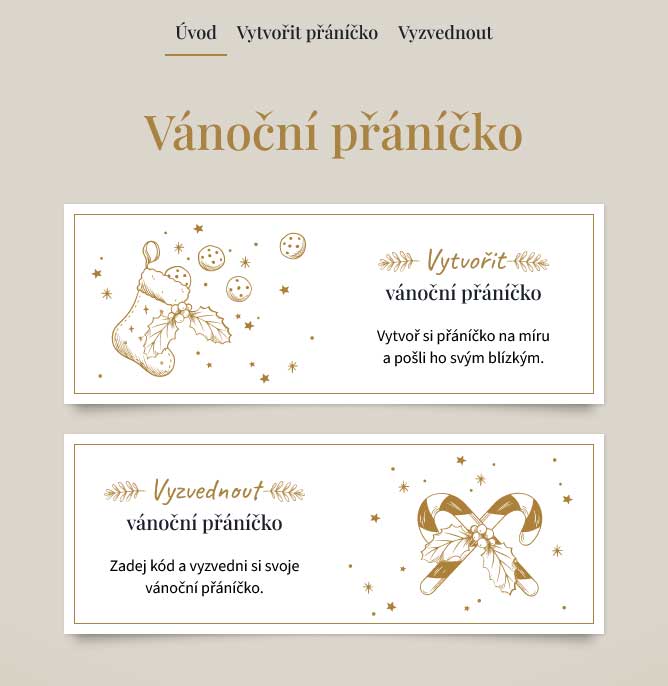 Úvod Vytvořit přáníčko Vyzvednout
Vánoční přáníčko
Vytvořit
vánoční přáníčko
Vytvoř si přáníčko na míru
a pošli ho svým blízkým.
Vyzvednout
vánoční přáníčko
Zadej kód a vyzvedni si svoje
vánoční přáníčko.